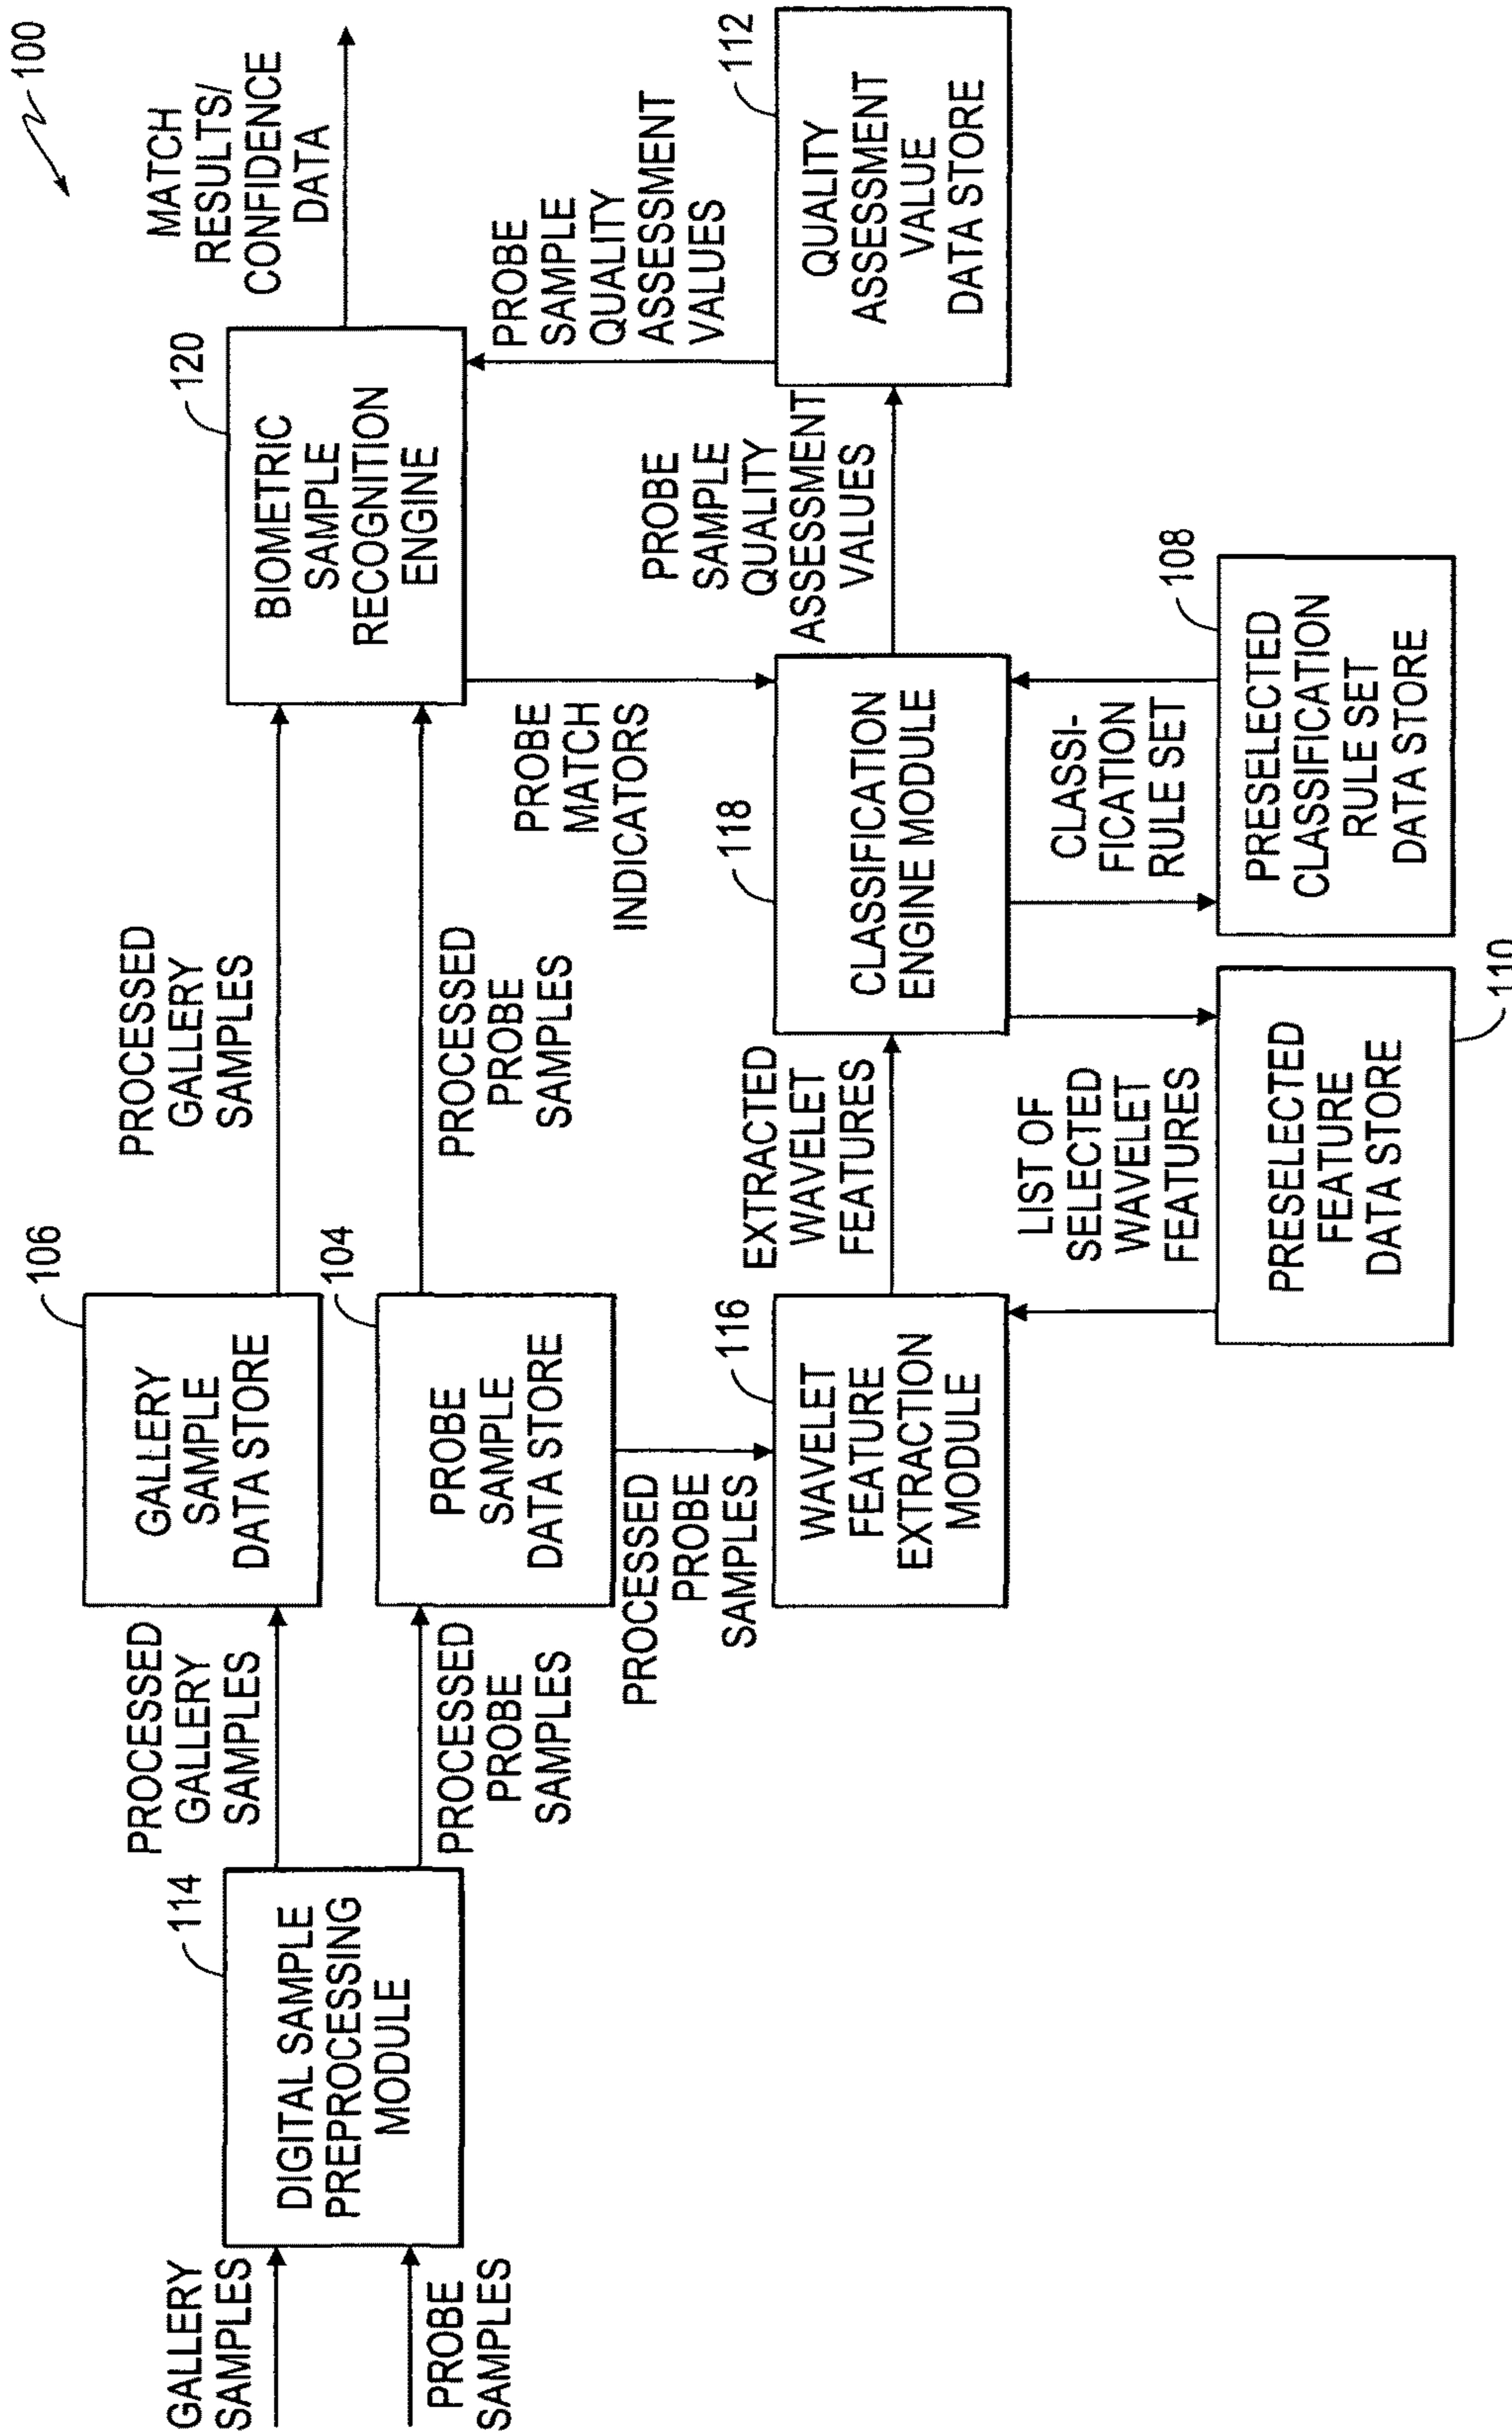 100
GALLERY
SAMPLES
PROBE
SAMPLES
114
DIGITAL SAMPLE
PREPROCESSING
MODULE
PROCESSED
GALLERY
SAMPLES
PROCESSED
PROBE
SAMPLES
106
GALLERY
SAMPLE
DATA STORE
104
PROBE
SAMPLE
DATA STORE
PROCESSED
GALLERY
SAMPLES
PROCESSED
PROBE
SAMPLES
120
BIOMETRIC
SAMPLE
RECOGNITION
ENGINE
MATCH
RESULTS/
CONFIDENCE
DATA
PROCESSED
PROBE
SAMPLES
PROBE
MATCH
INDICATORS
PROBE
SAMPLE
QUALITY
ASSESSMENT
VALUES
116
WAVELET
FEATURE
EXTRACTION
MODULE
EXTRACTED
WAVELET
FEATURES
118
CLASSIFICATION
ENGINE MODULE
PROBE
SAMPLE
QUALITY
ASSESSMENT
VALUES
112
QUALITY
ASSESSMENT
VALUE
DATA STORE
LIST OF
SELECTED
WAVELET
FEATURES
CLASSI-
FICATION
RULE SET
110
PRESELECTED
FEATURE
DATA STORE
108
PRESELECTED
CLASSIFICATION
RULE SET
DATA STORE